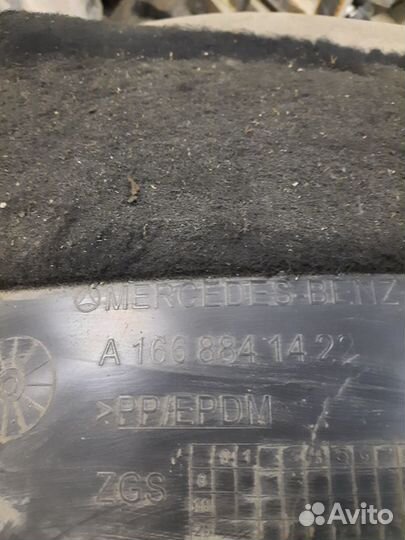 MERCEDES-BENZ
A 166 884 14 22
>PP/EPDM
ZGS
Avito